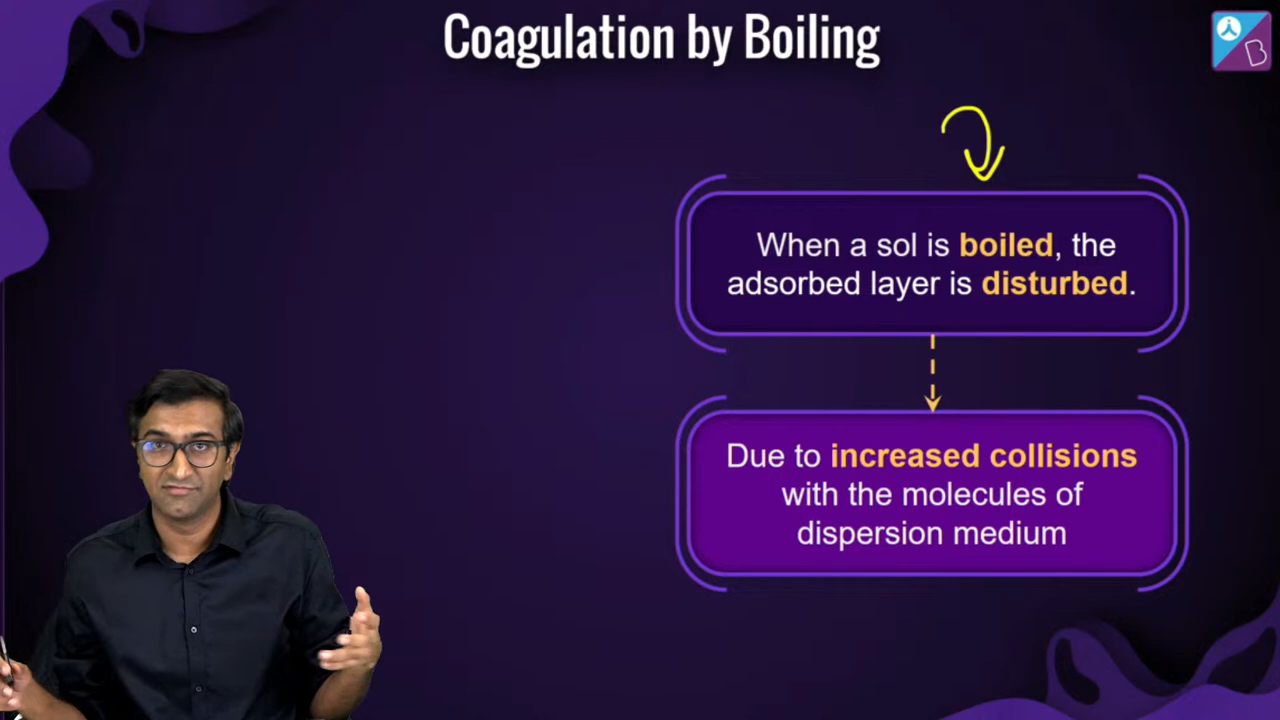 Coagulation by Boiling
B
When a sol is boiled, the
adsorbed layer is disturbed.
Due to increased collisions
with the molecules of
dispersion medium